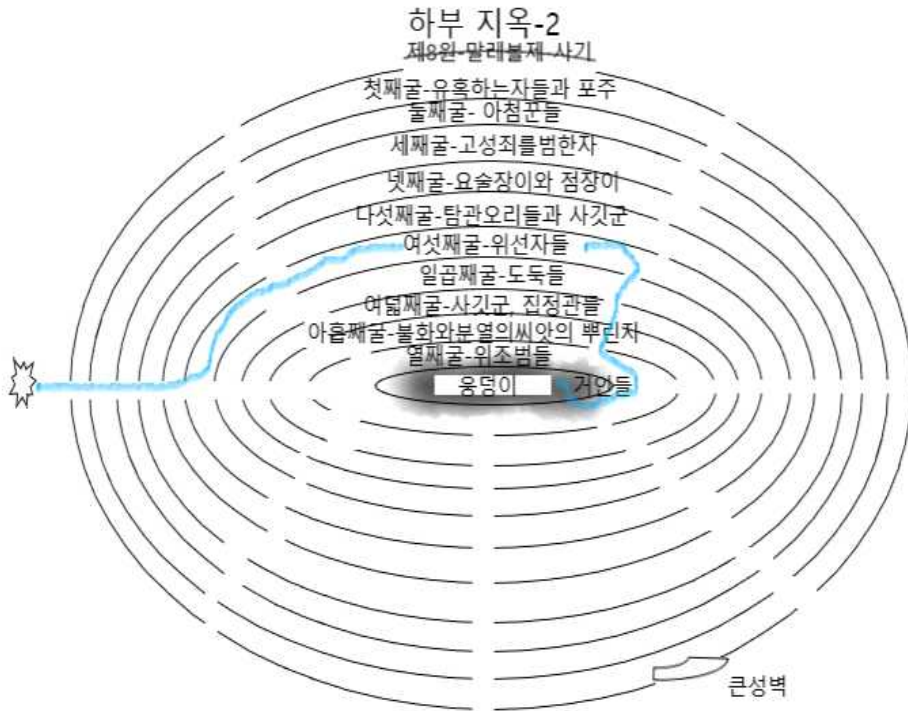 하부 지옥-2
제8원-말래볼제-사기
첫째굴-유혹하는자들과 포주
둘째굴- 아첨꾼들
세째굴-고성죄를범한자
넷째굴-요술장이와 점장이
다섯째굴-탐관오리들과 사깃군
여섯째굴-위선자들
일곱째굴-도둑들
여덟째굴-사기군, 집정관들
아홉째굴-불화와분열의씨앗의 뿌린자
열째굴-위조범들
웅덩이
거인들
큰성벽